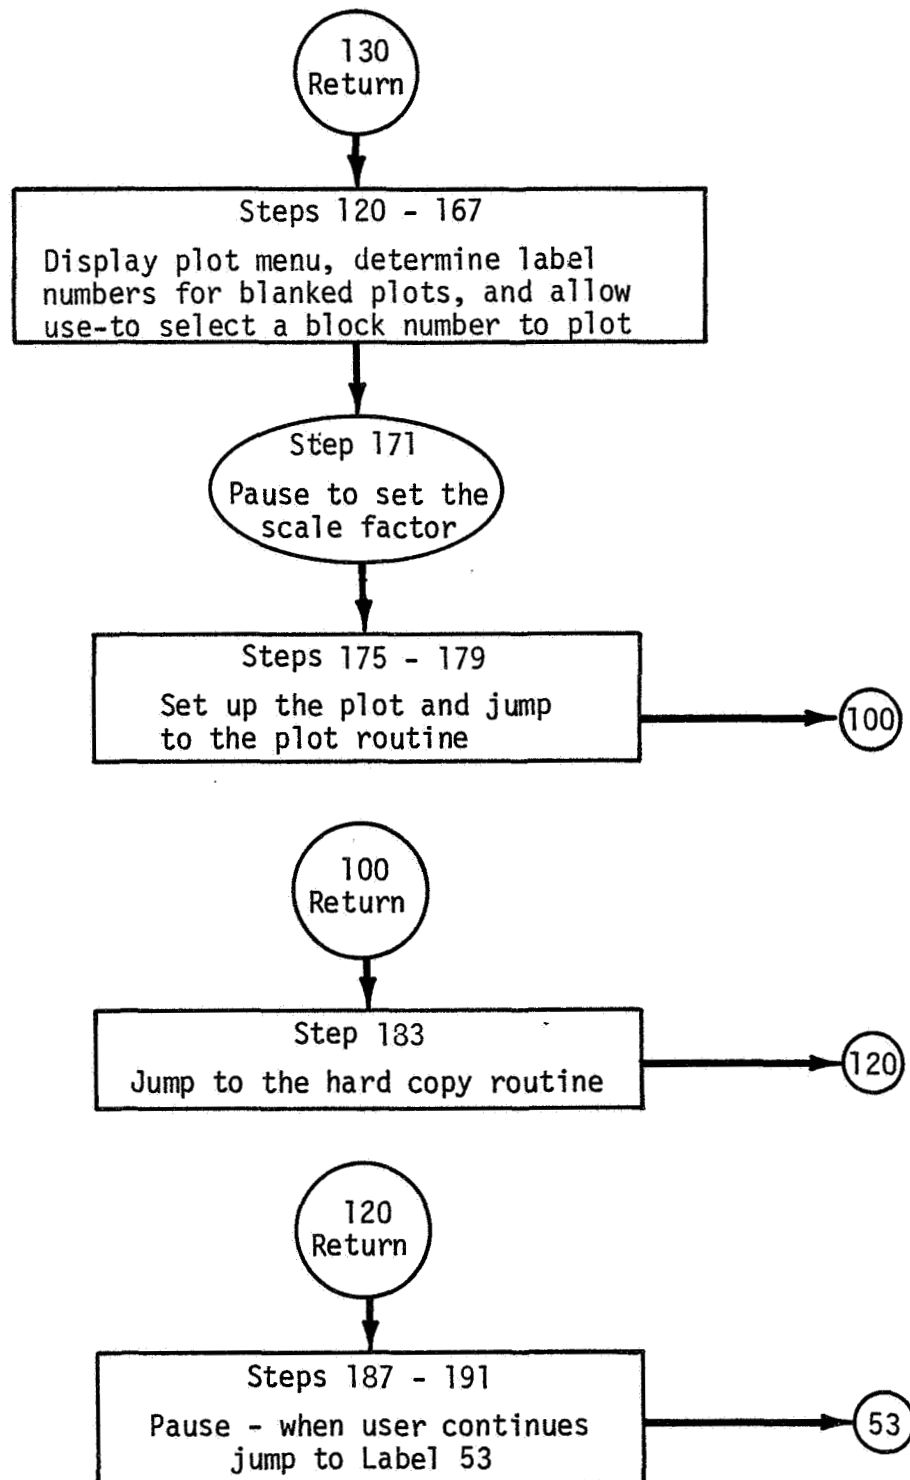 130
Return
Steps 120 - 167
Display plot menu, determine label
numbers for blanked plots, and allow
use-to select a block number to plot
Step 171
Pause to set the
scale factor
Steps 175 - 179
Set up the plot and jump
to the plot routine
100
100
Return
Step 183
Jump to the hard copy routine
120
120
Return
Steps 187 - 191
Pause - when user continues
jump to Label 53
53